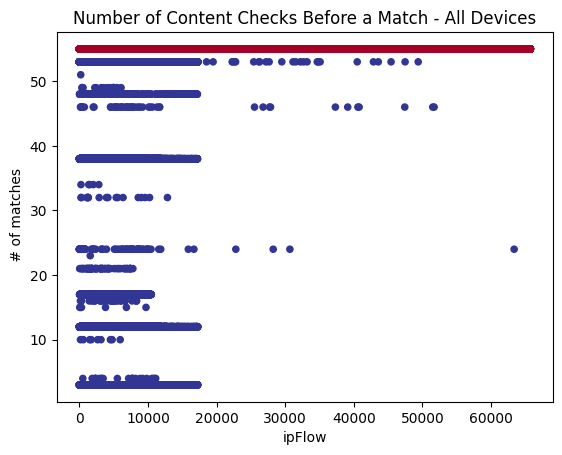 Number of Content Checks Before a Match - All Devices
# of matches
50
40
30
20
10
0 10000 20000 30000 40000 50000 60000
ipFlow